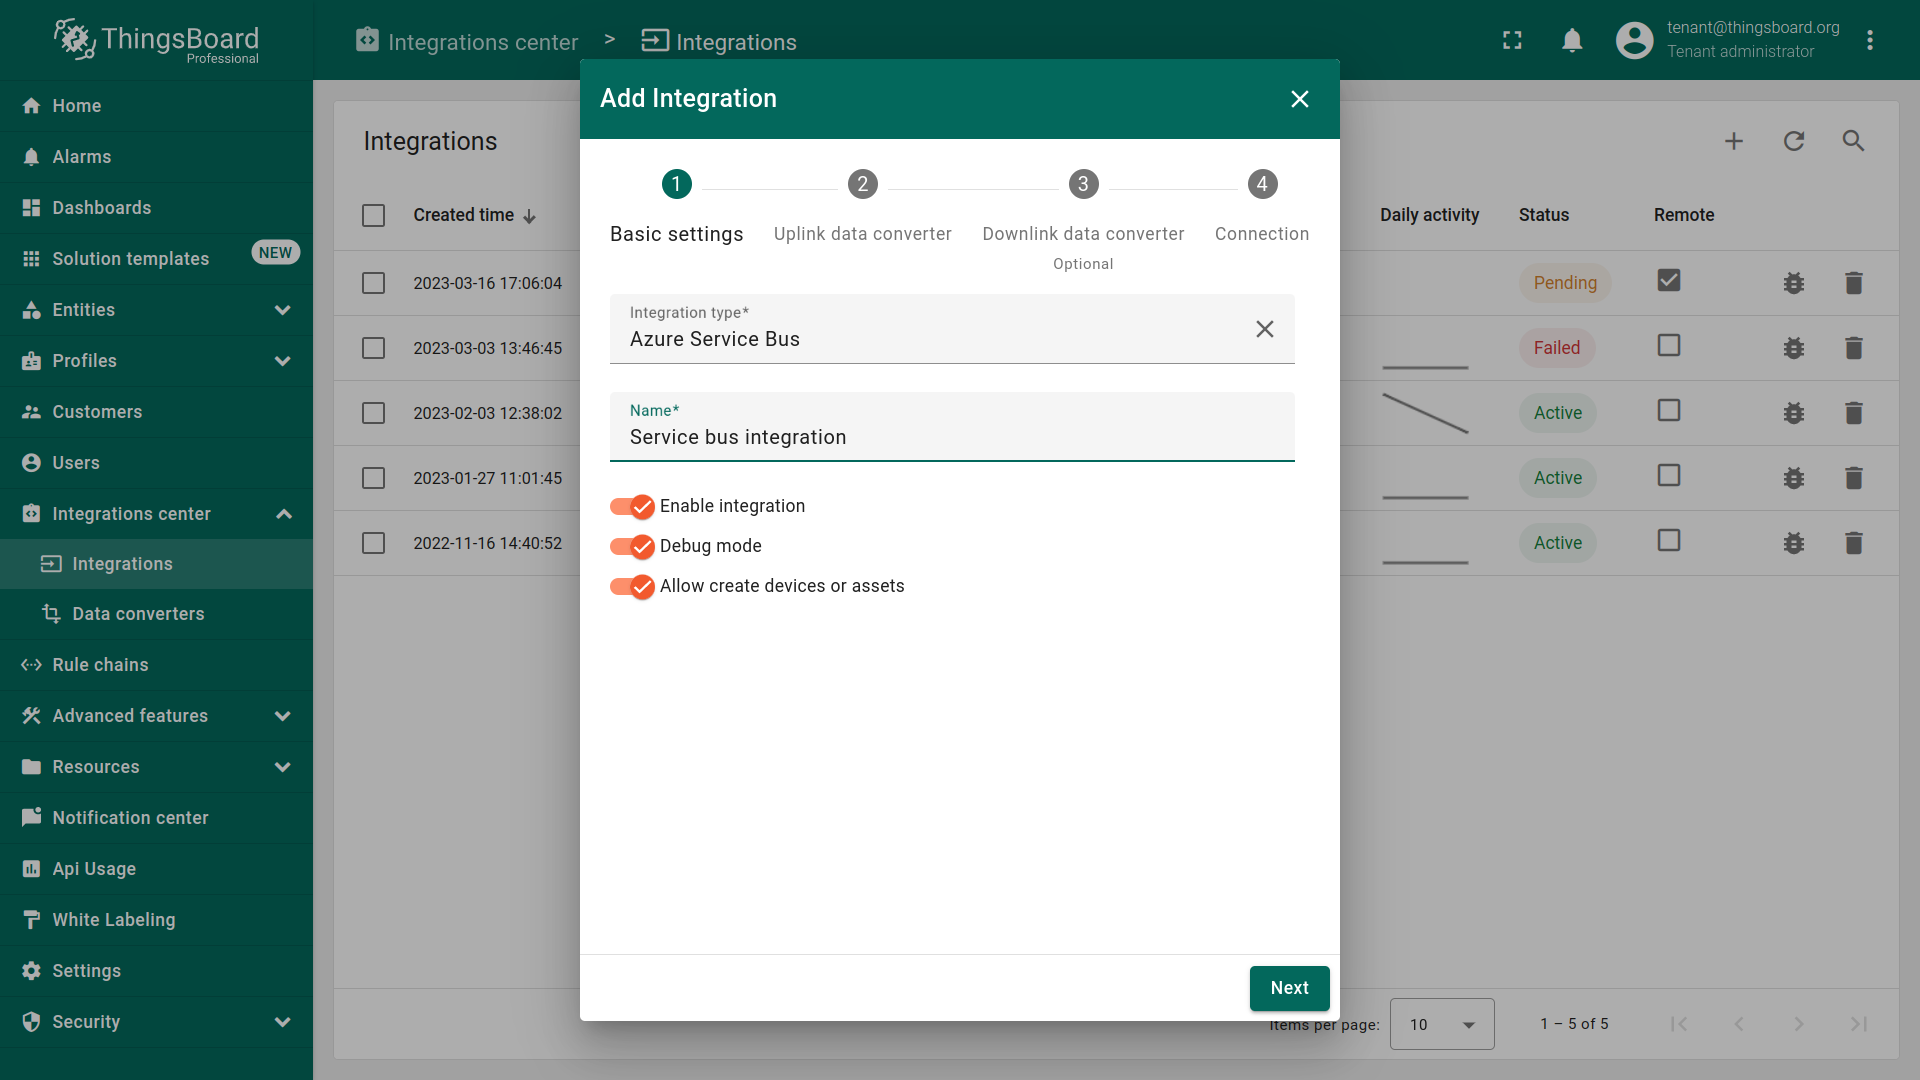 ThingsBoard
Professional
Integrations center > Integrations
tenant@thingsboard.org
Tenant administrator
Home
Alarms
Dashboards
Solution templates NEW
Entities
Profiles
Customers
Users
Integrations center
Integrations
Data converters
Rule chains
Advanced features
Resources
Notification center
Api Usage
White Labeling
Settings
Security
Integrations
Created time Daily activity Status Remote
2023-03-16 17:06:04 Pending
2023-03-03 13:46:45 Failed
2023-02-03 12:38:02 Active
2023-01-27 11:01:45 Active
2022-11-16 14:40:52 Active
Items per page: 10 1 – 5 of 5
Add Integration
1 2 3 4
Basic settings Uplink data converter Downlink data converter Connection
Optional
Integration type*
Azure Service Bus
Name*
Service bus integration
Enable integration
Debug mode
Allow create devices or assets
Next